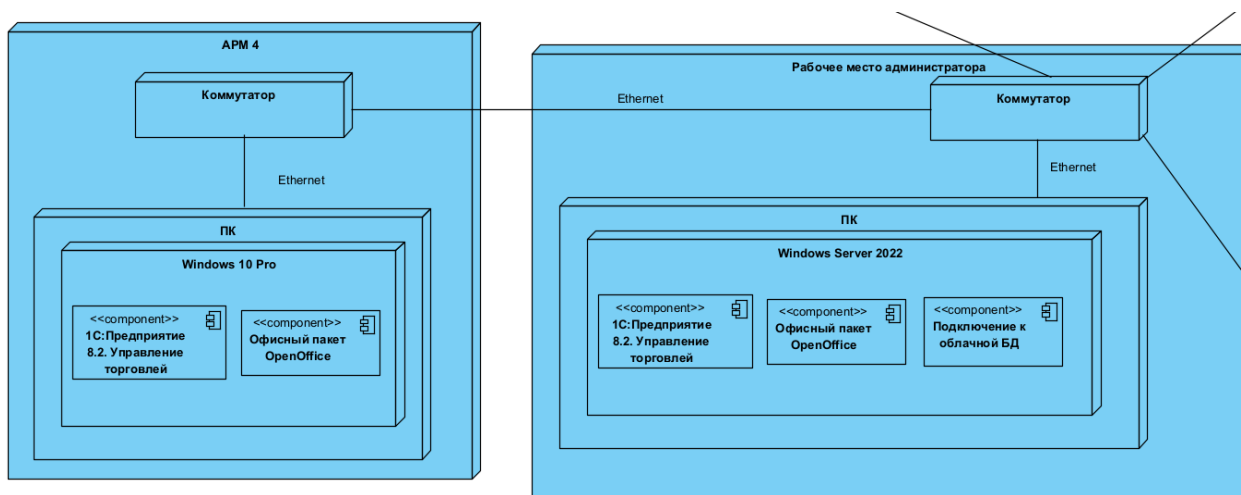 АРМ 4
Коммутатор
Ethernet
ПК
Windows 10 Pro
<<component>>
1С:Предприятие
8.2. Управление
торговлей
<<component>>
Офисный пакет
OpenOffice
Ethernet
Рабочее место администратора
Коммутатор
Ethernet
ПК
Windows Server 2022
<<component>>
1С:Предприятие
8.2. Управление
торговлей
<<component>>
Офисный пакет
OpenOffice
<<component>>
Подключение к
облачной БД